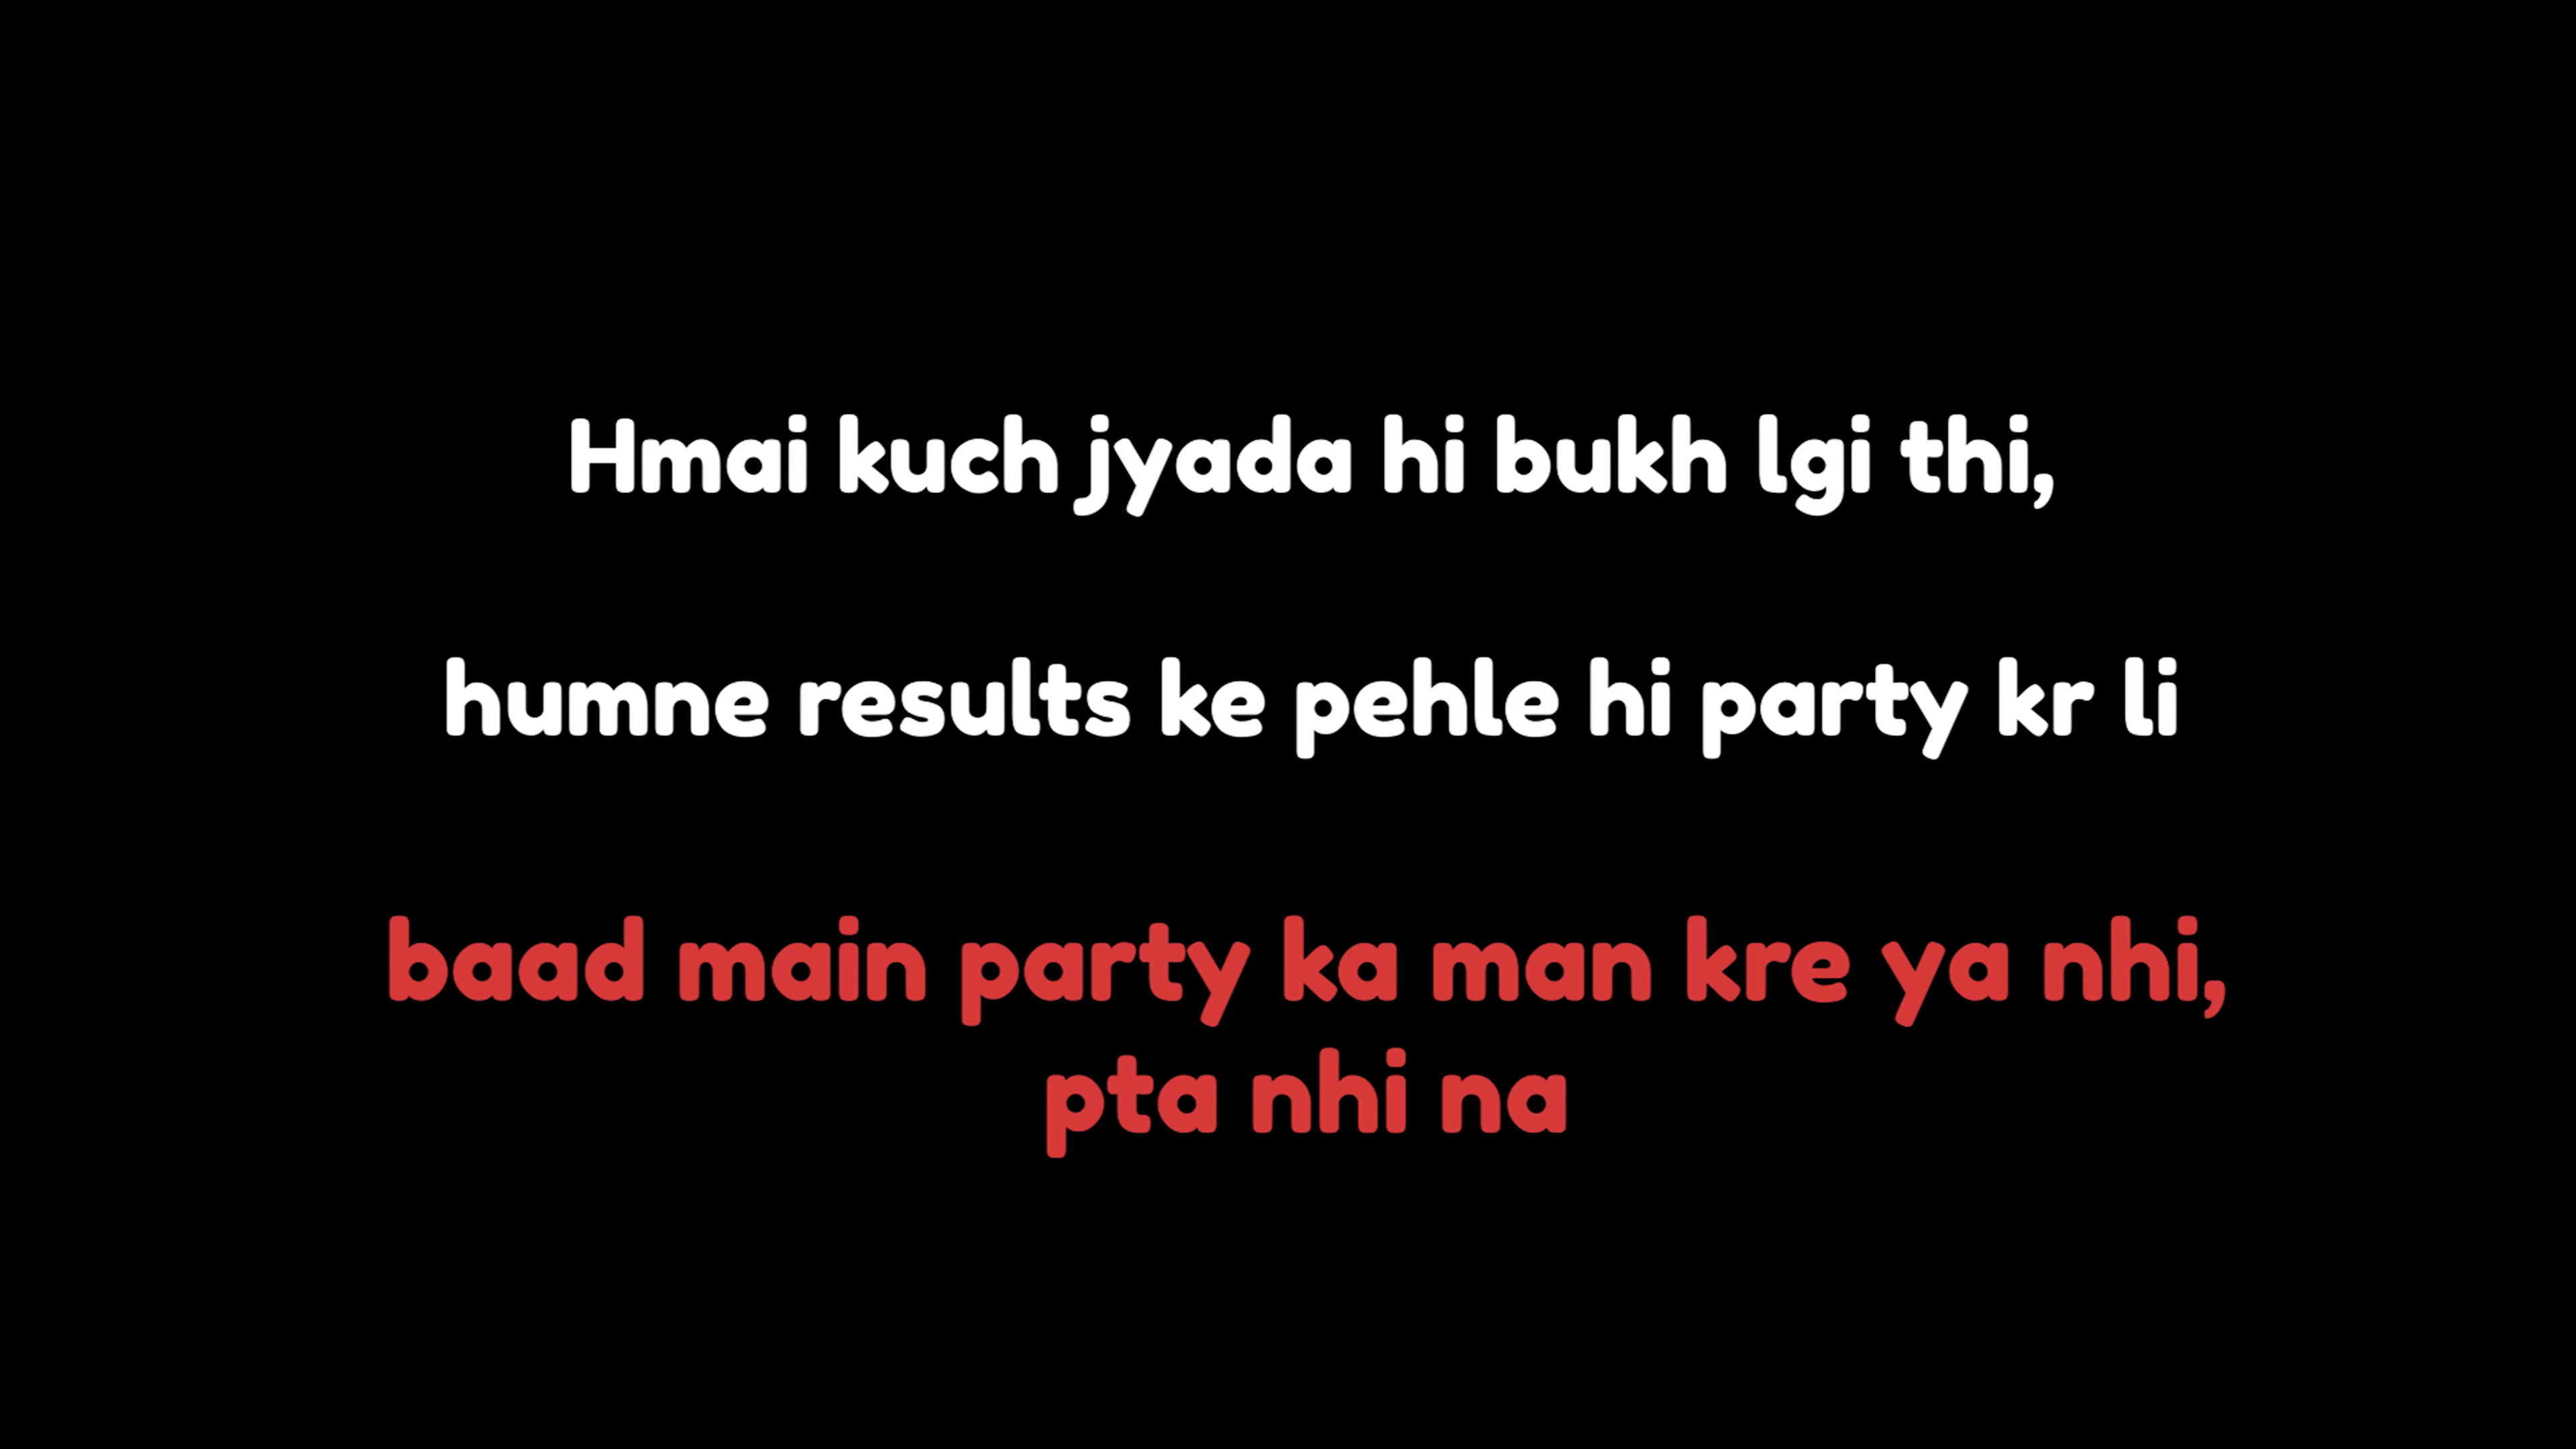 Hmai kuch jyada hi bukh lgi thi,
humne results ke pehle hi party kr li
baad main party ka man kre ya nhi,
pta nhi na